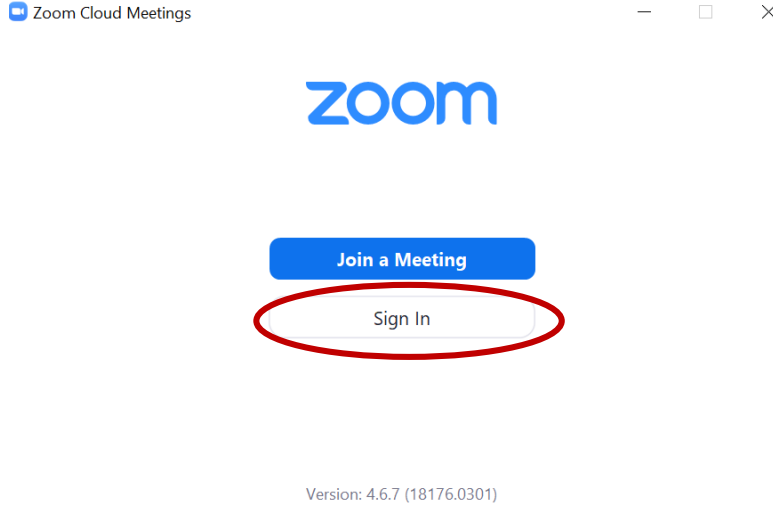 Zoom Cloud Meetings
zoom
Join a Meeting
Sign In
Version: 4.6.7 (18176.0301)